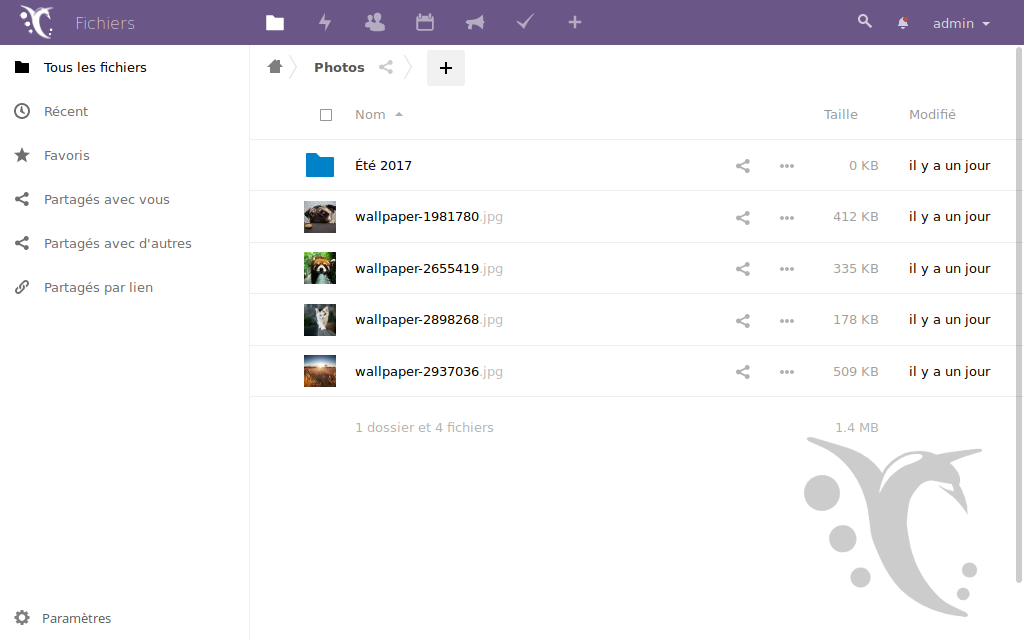 Fichiers
admin
Tous les fichiers
Récent
Favoris
Partagés avec vous
Partagés avec d'autres
Partagés par lien
Paramètres
Photos
Nom Taille Modifié
Été 2017 0 KB il y a un jour
wallpaper-1981780.jpg 412 KB il y a un jour
wallpaper-2655419.jpg 335 KB il y a un jour
wallpaper-2898268.jpg 178 KB il y a un jour
wallpaper-2937036.jpg 509 KB il y a un jour
1 dossier et 4 fichiers 1.4 MB